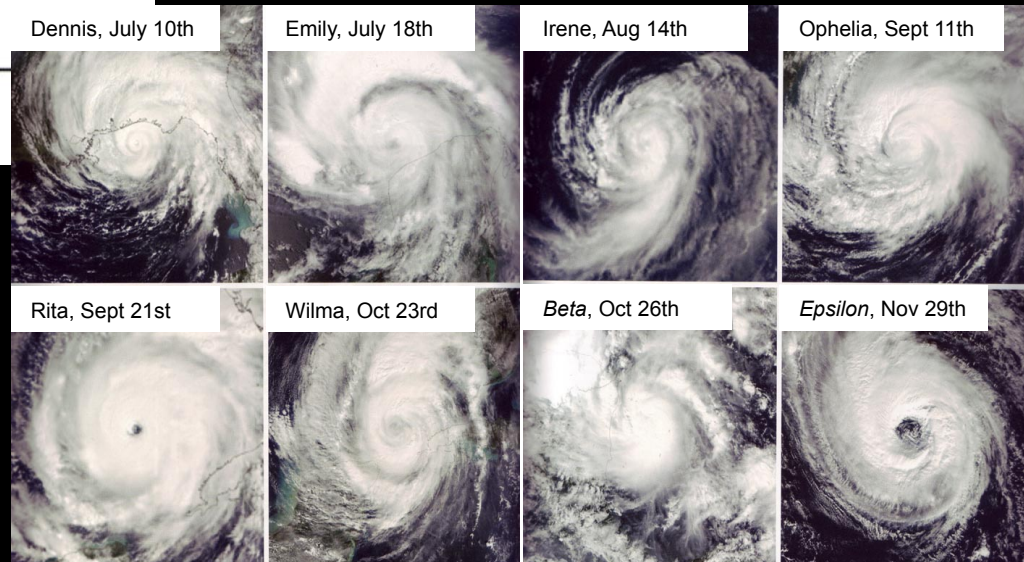 Dennis, July 10th
Emily, July 18th
Irene, Aug 14th
Ophelia, Sept 11th
Rita, Sept 21st
Wilma, Oct 23rd
Beta, Oct 26th
Epsilon, Nov 29th